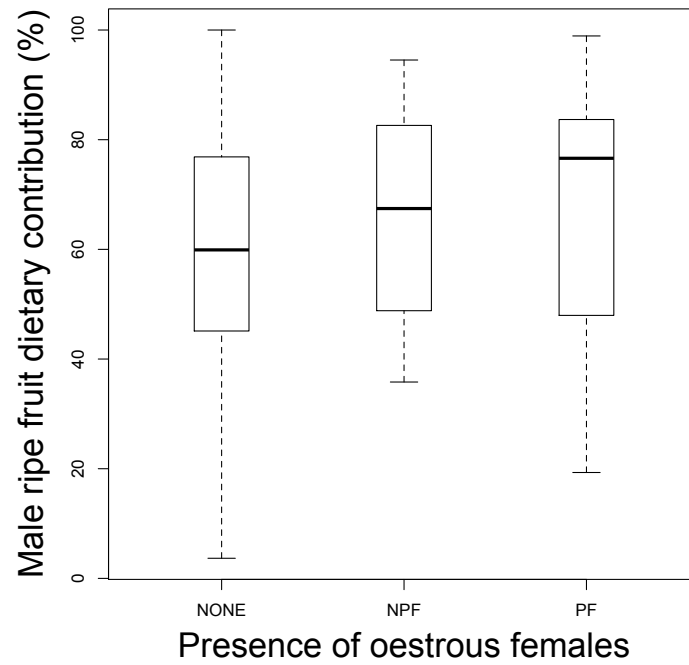 Male ripe fruit dietary contribution (%)
100
80
60
40
20
0
NONE NPF PF
Presence of oestrous females